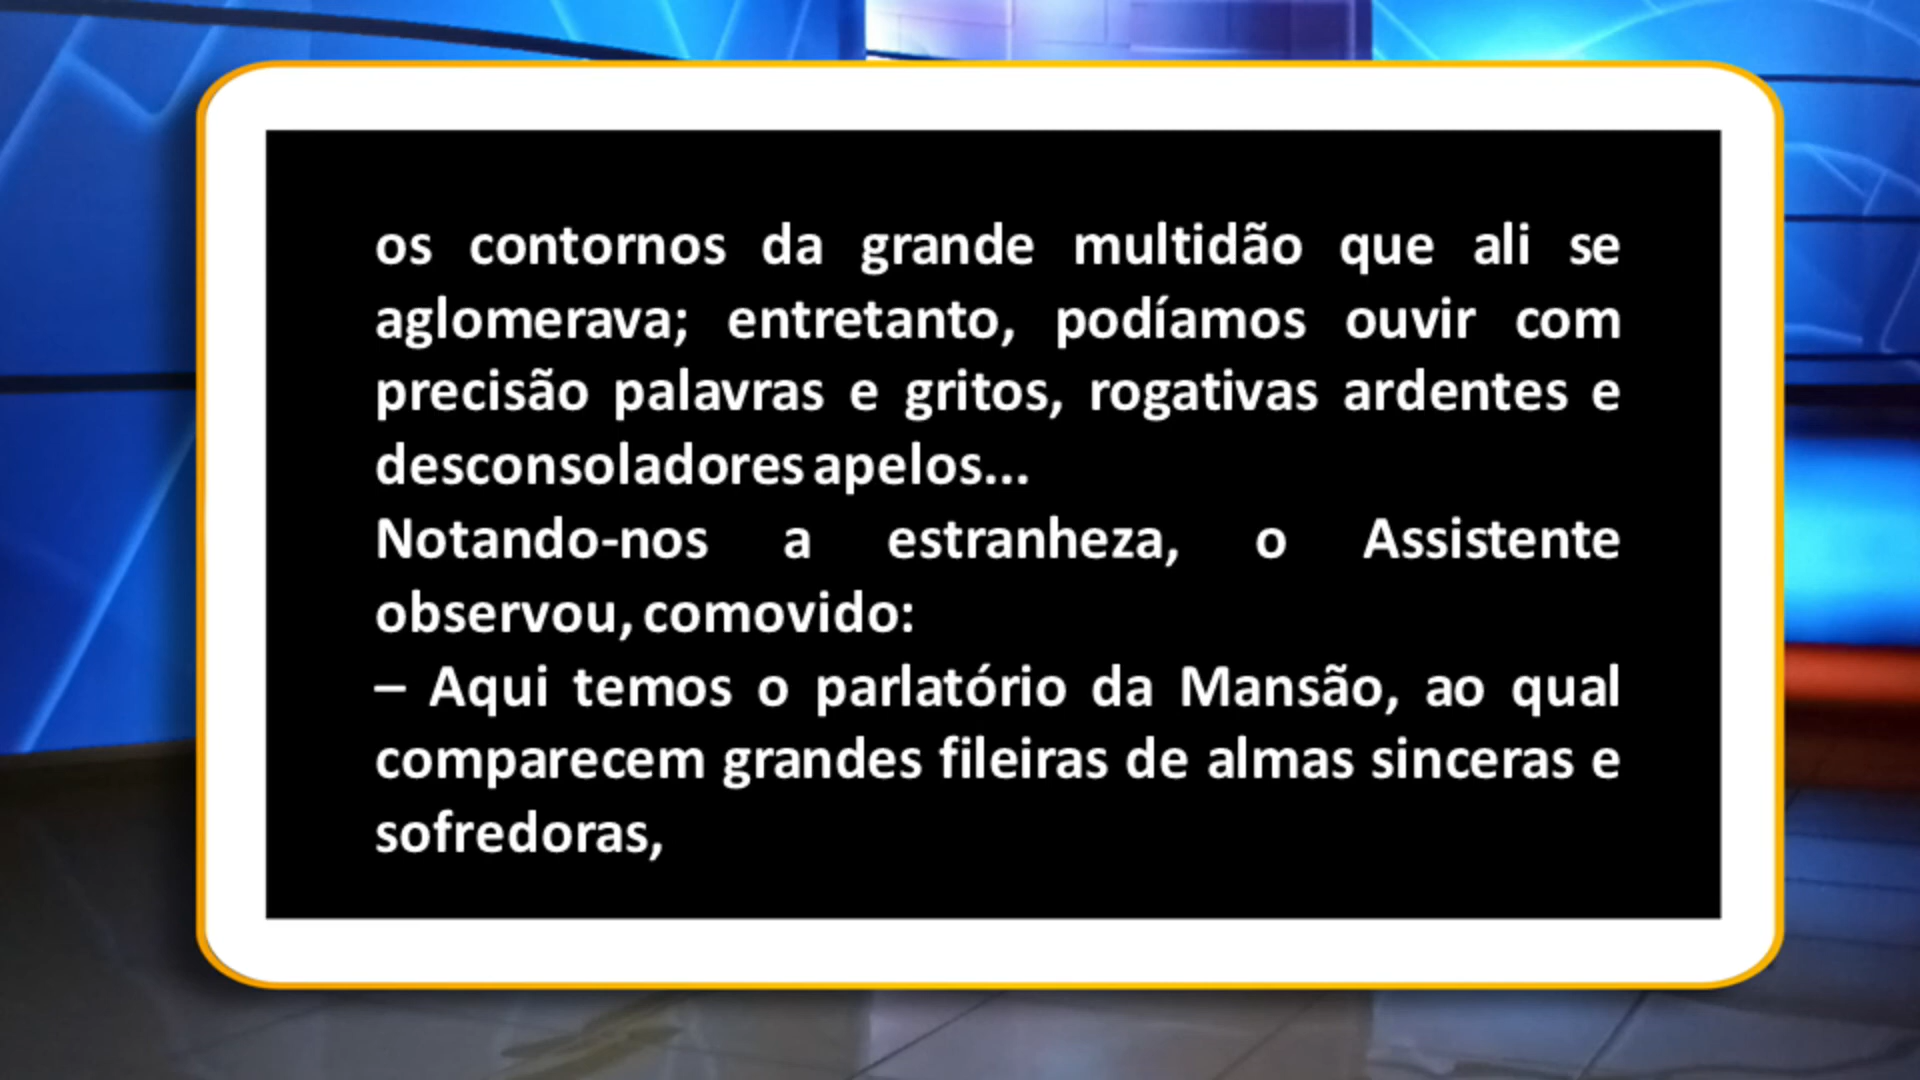 os contornos da grande multidão que ali se
aglomerava; entretanto, podíamos ouvir com
precisão palavras e gritos, rogativas ardentes e
desconsoladores apelos...
Notando-nos a estranheza, o Assistente
observou, comovido:
– Aqui temos o parlatório da Mansão, ao qual
comparecem grandes fileiras de almas sinceras e
sofredoras,